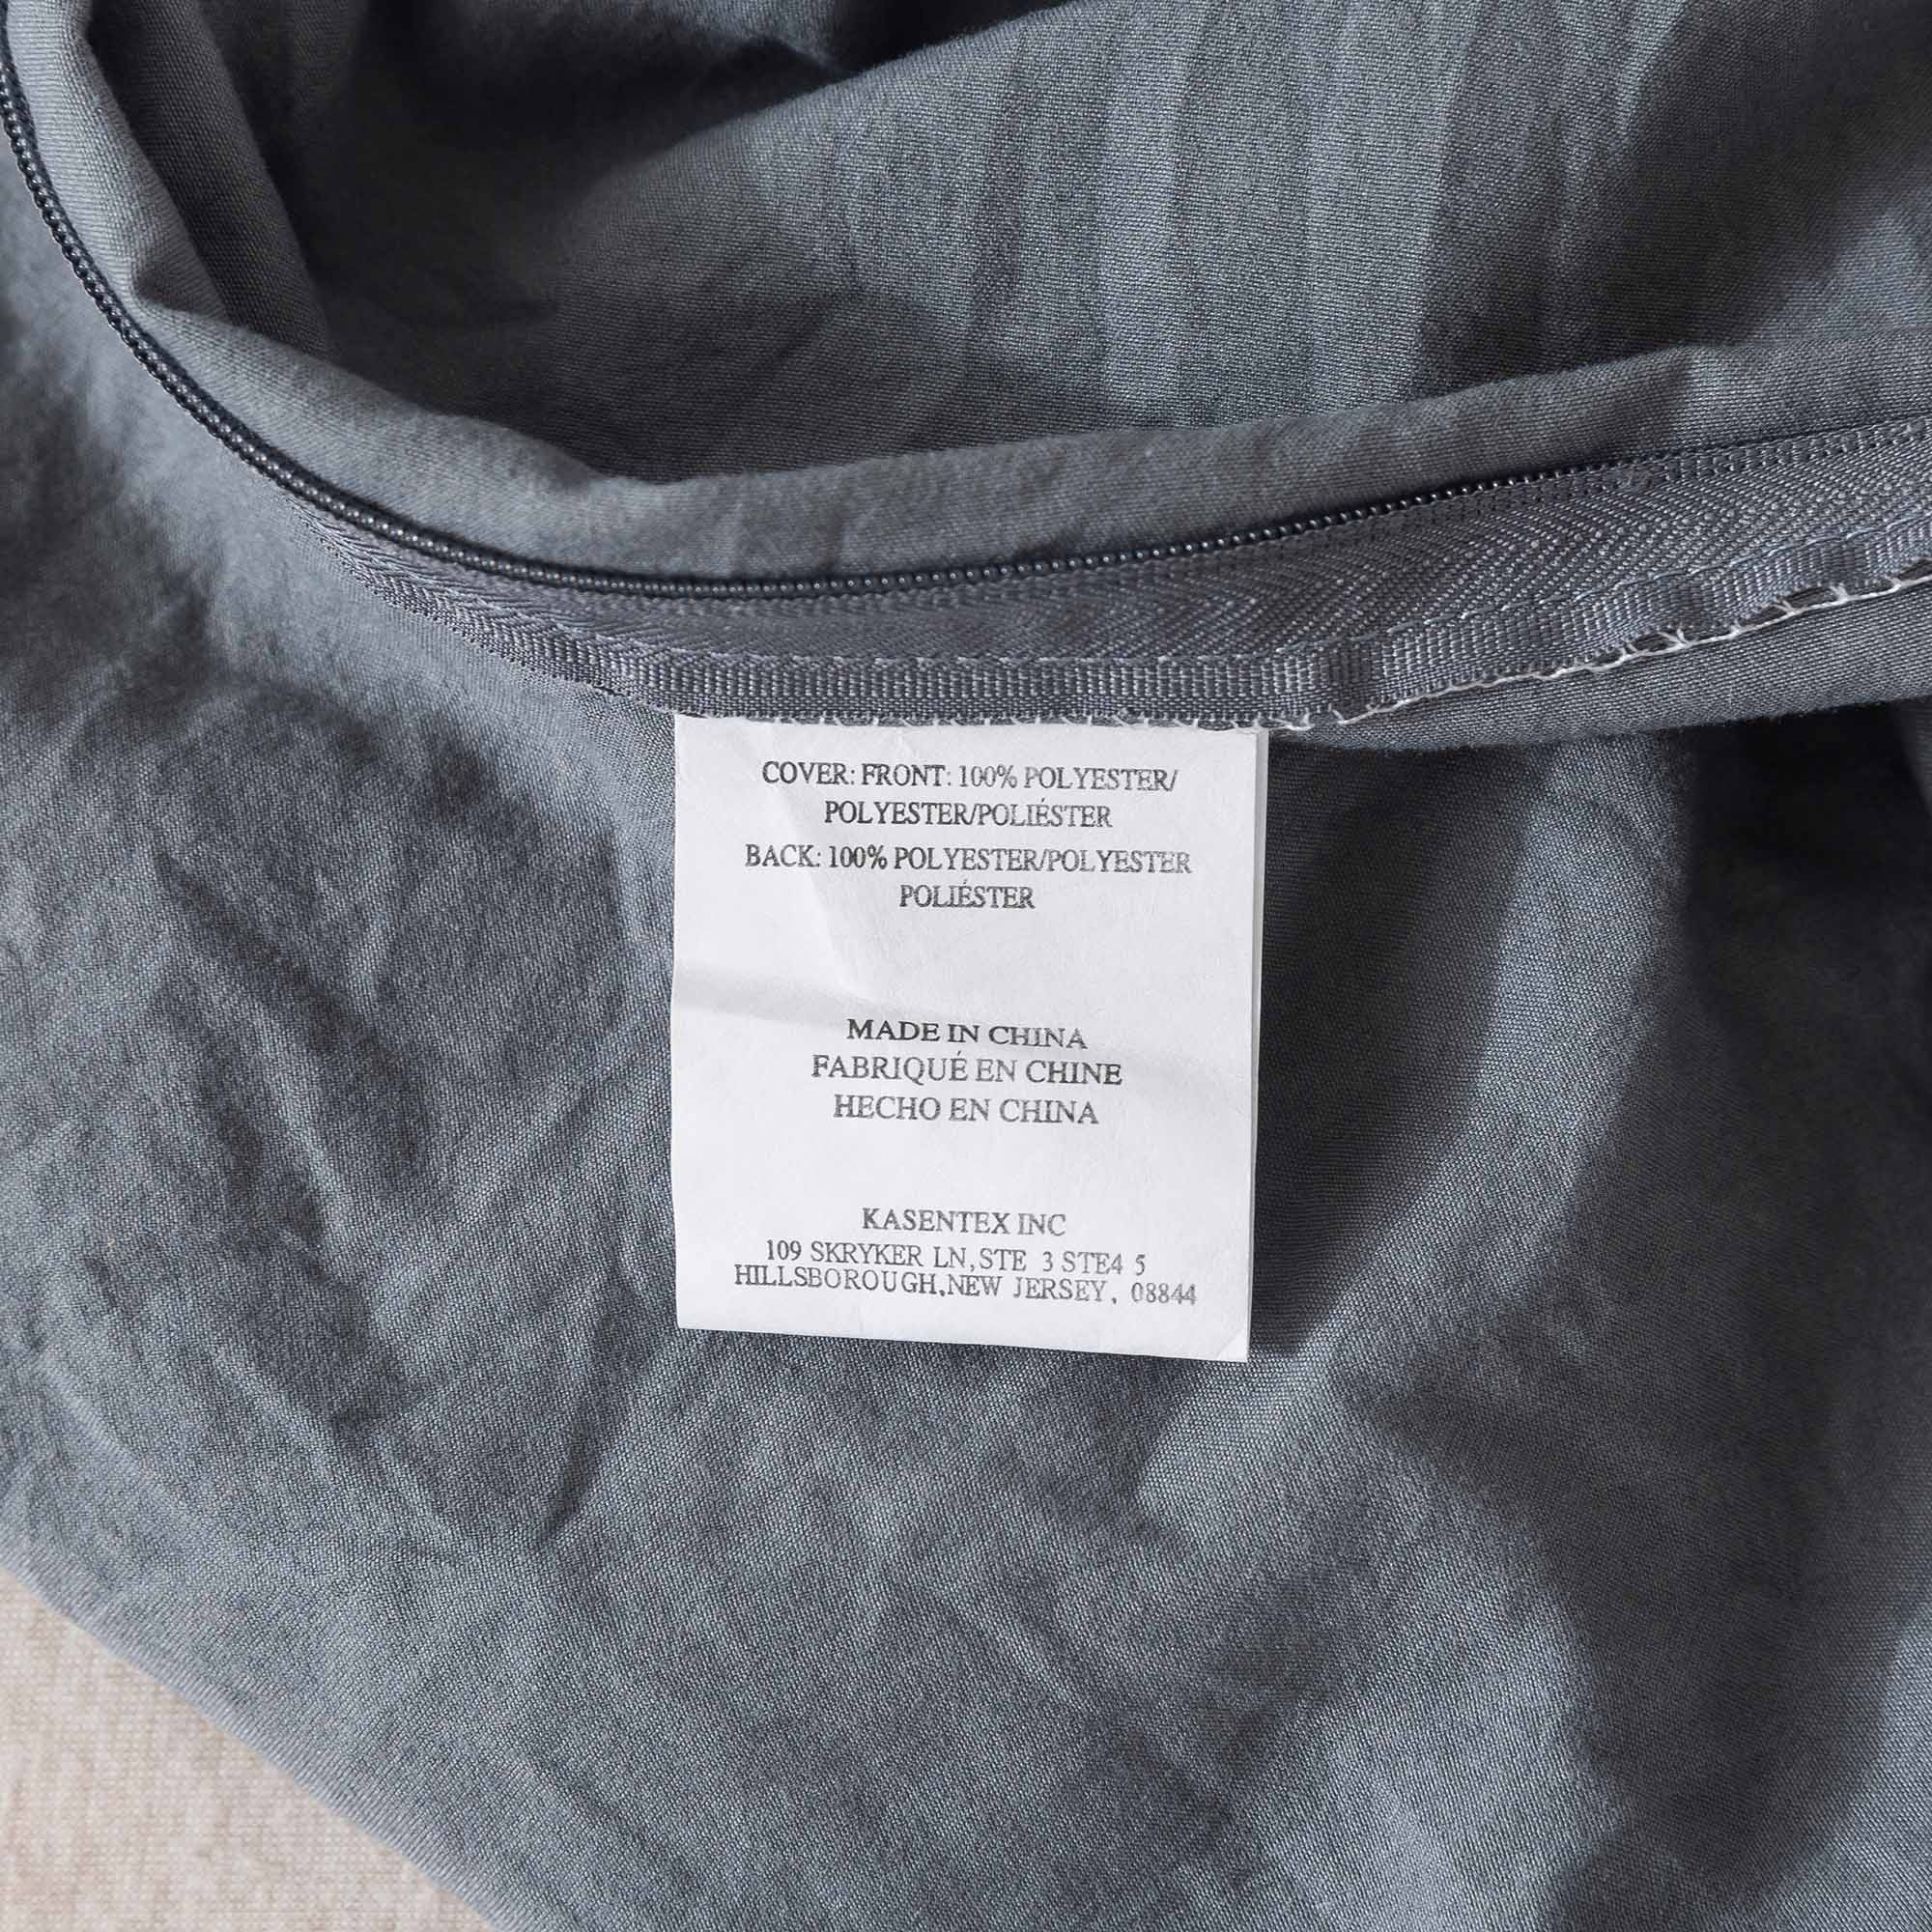 COVER: FRONT: 100% POLYESTER/
POLYESTER/POLIÉSTER
BACK: 100% POLYESTER/POLYESTER
POLIÉSTER
MADE IN CHINA
FABRIQUÉ EN CHINE
HECHO EN CHINA
KASENTEX INC
109 SKRYKER LN,STE 3 STE4 5
HILLSBOROUGH,NEW JERSEY, 08844